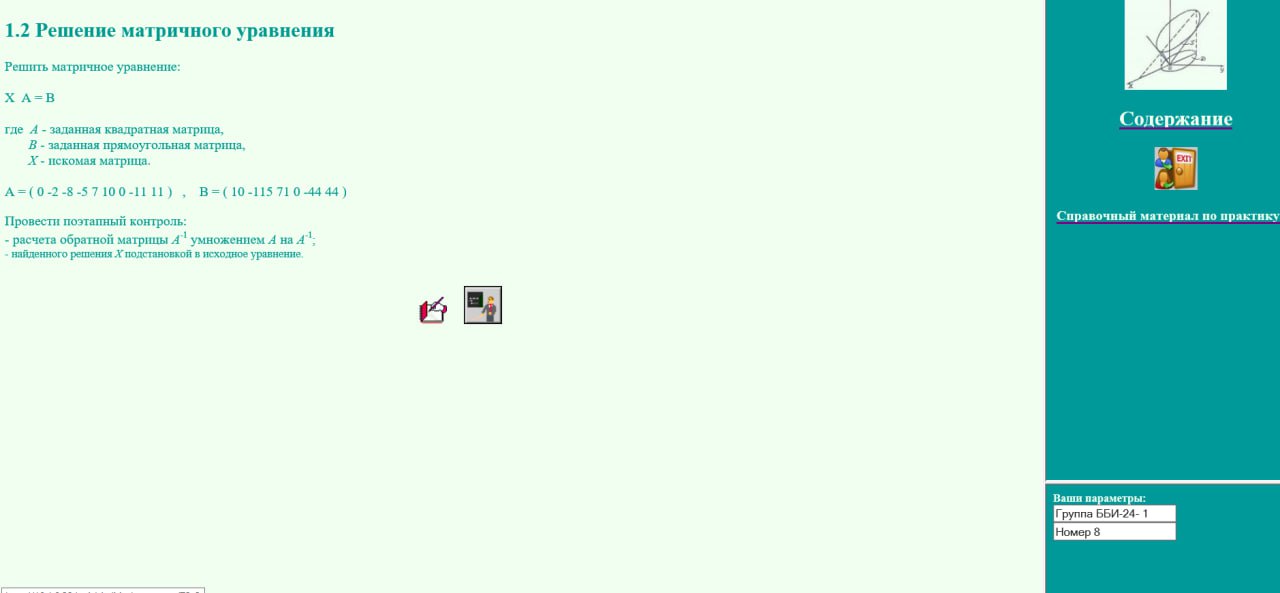 1.2 Решение матричного уравнения
Решить матричное уравнение:
X A = B
где A - заданная квадратная матрица,
B - заданная прямоугольная матрица,
X - искомая матрица.
A = ( 0 -2 -8 -5 7 10 0 -11 11 ) , B = ( 10 -115 71 0 -44 44 )
Провести поэтапный контроль:
- расчета обратной матрицы A-1 умножением A на A-1;
- найденного решения X подстановкой в исходное уравнение.
Содержание
EXIT
Справочный материал по практику
Ваши параметры:
Группа ББИ-24- 1
Номер 8